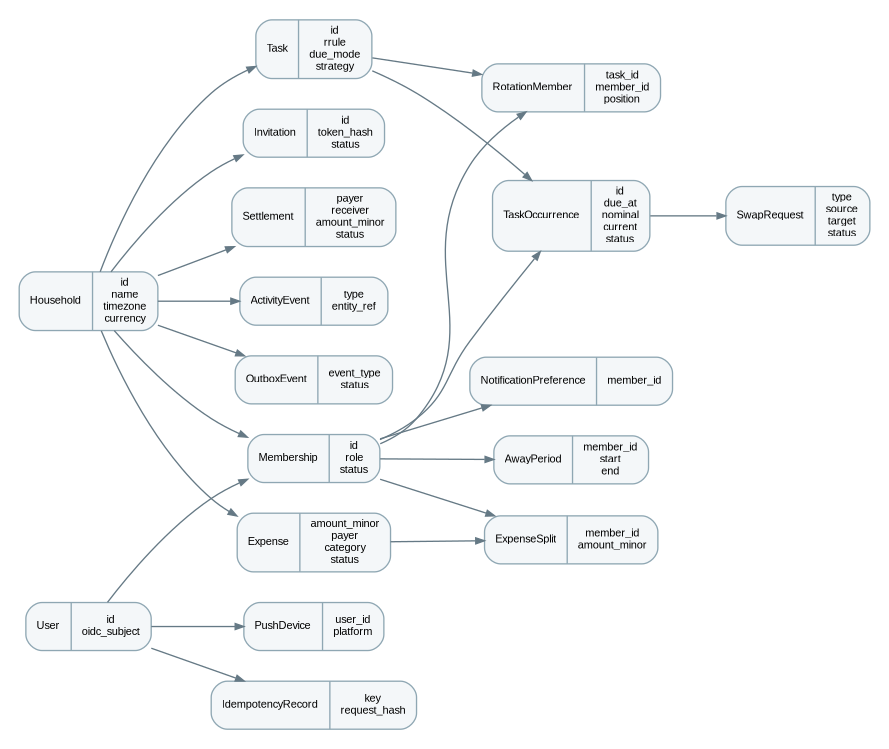 Task
id
rrule
due_mode
strategy
RotationMember
task_id
member_id
position
Invitation
id
token_hash
status
Settlement
payer
receiver
amount_minor
status
TaskOccurrence
id
due_at
nominal
current
status
SwapRequest
type
source
target
status
Household
id
name
timezone
currency
ActivityEvent
type
entity_ref
OutboxEvent
event_type
status
NotificationPreference
member_id
Membership
id
role
status
AwayPeriod
member_id
start
end
Expense
amount_minor
payer
category
status
ExpenseSplit
member_id
amount_minor
User
id
oidc_subject
PushDevice
user_id
platform
IdempotencyRecord
key
request_hash